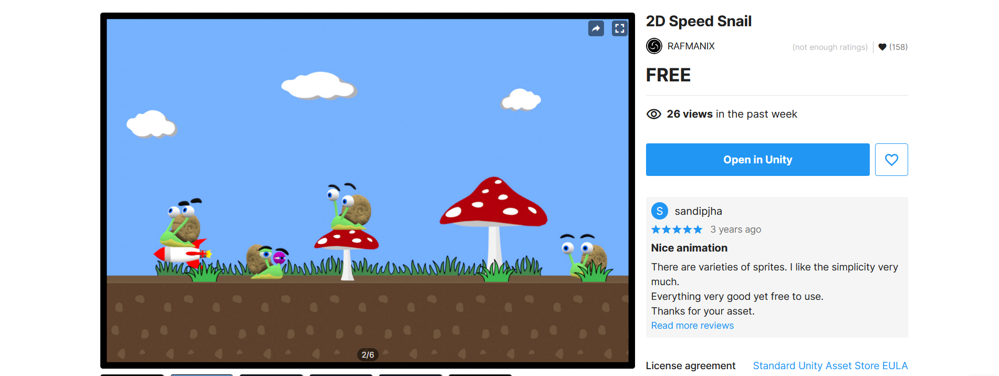 2D Speed Snail
RAFMANIX
(not enough ratings)
(158)
FREE
26 views in the past week
Open in Unity
S
sandipjha
3 years ago
Nice animation
There are varieties of sprites. I like the simplicity very
much.
Everything very good yet free to use.
Thanks for your asset.
Read more reviews
License agreement
Standard Unity Asset Store EULA
2/6